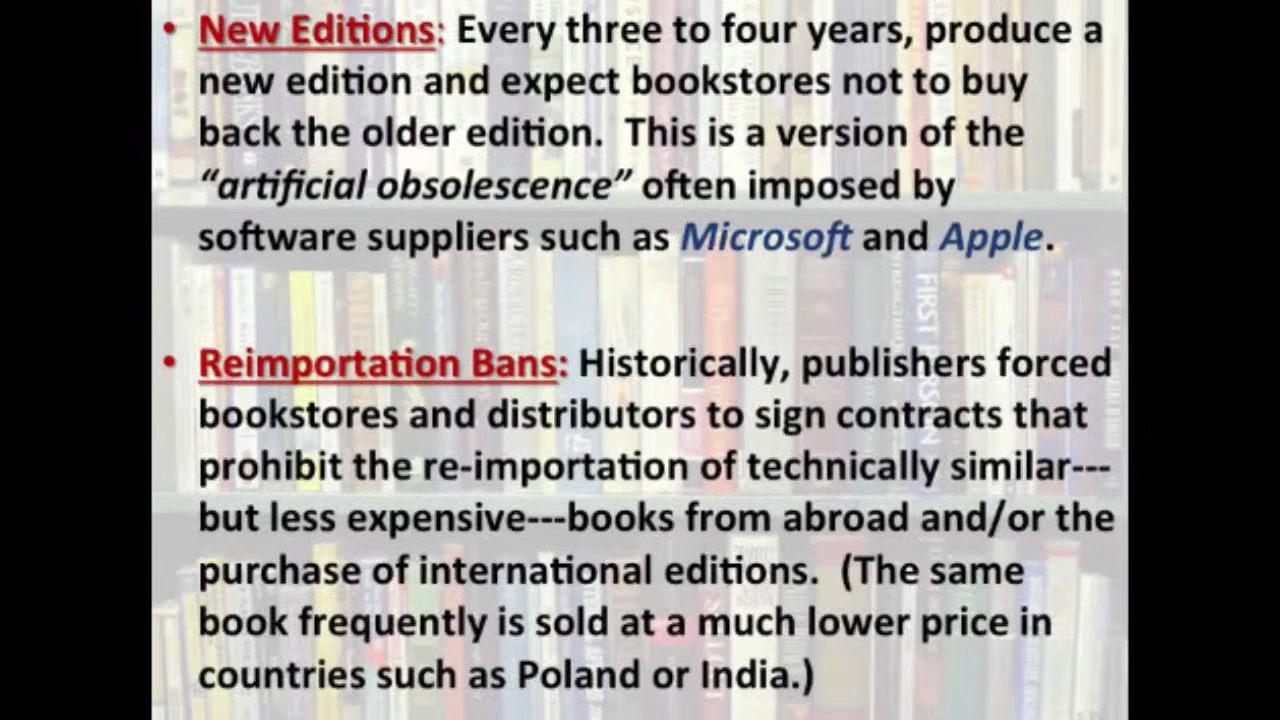 • New Editions: Every three to four years, produce a
new edition and expect bookstores not to buy
back the older edition. This is a version of the
“artificial obsolescence” often imposed by
software suppliers such as Microsoft and Apple.
• Reimportation Bans: Historically, publishers forced
bookstores and distributors to sign contracts that
prohibit the re-importation of technically similar---
but less expensive---books from abroad and/or the
purchase of international editions. (The same
book frequently is sold at a much lower price in
countries such as Poland or India.)
FIRST PERSON